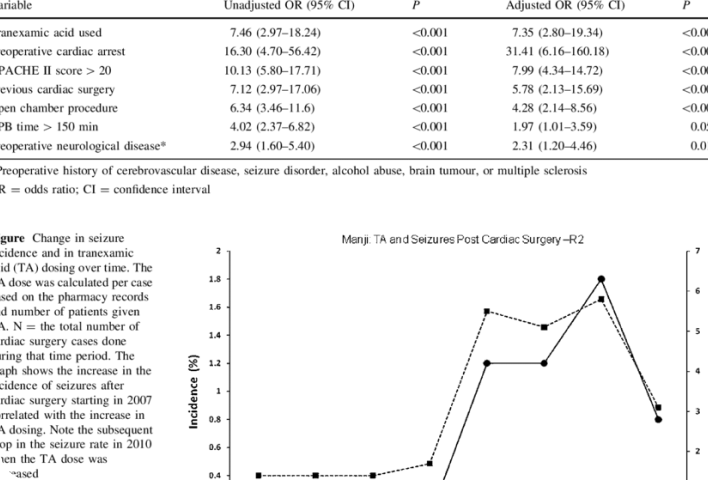 ariable Unadjusted OR (95% CI) P Adjusted OR (95% CI) P
ranexamic acid used 7.46 (2.97–18.24) <0.001 7.35 (2.80–19.34) <0.00
eoperative cardiac arrest 16.30 (4.70–56.42) <0.001 31.41 (6.16–160.18) <0.00
PACHE II score > 20 10.13 (5.80–17.71) <0.001 7.99 (4.34–14.72) <0.00
evious cardiac surgery 7.12 (2.97–17.06) <0.001 5.78 (2.13–15.69) <0.00
pen chamber procedure 6.34 (3.46–11.6) <0.001 4.28 (2.14–8.56) <0.00
PB time > 150 min 4.02 (2.37–6.82) <0.001 1.97 (1.01–3.59) 0.05
eoperative neurological disease* 2.94 (1.60–5.40) <0.001 2.31 (1.20–4.46) 0.01
Preoperative history of cerebrovascular disease, seizure disorder, alcohol abuse, brain tumour, or multiple sclerosis
R = odds ratio; CI = confidence interval
gure Change in seizure
cidence and in tranexamic
id (TA) dosing over time. The
A dose was calculated per case
ased on the pharmacy records
d number of patients given
A. N = the total number of
rdiac surgery cases done
uring that time period. The
aph shows the increase in the
cidence of seizures after
rdiac surgery starting in 2007
rrelated with the increase in
A dosing. Note the subsequent
op in the seizure rate in 2010
en the TA dose was
eased
Manji: TA and Seizures Post Cardiac Surgery –R2
Incidence (%)
2
1.8
1.6
1.4
1.2
1
0.8
0.6
0.4
7
6
5
4
3
2